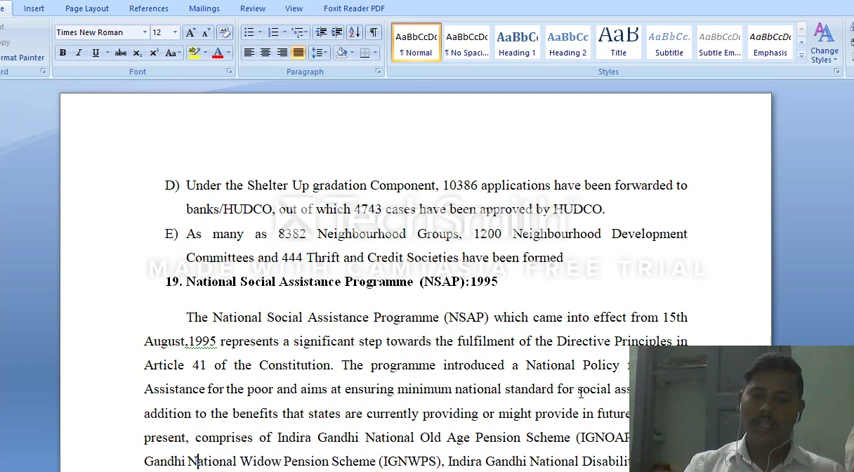 Insert Page Layout References Mailings Review View Foxit Reader PDF
Times New Roman 12
Format Painter
Font Paragraph Styles
AaBbCcDc AaBbCcDc AaBbC AaBbCc AaB AaBbCc. AaBbCcDc AaBbCcDc
¶ Normal ¶ No Spaci... Heading 1 Heading 2 Title Subtitle Subtle Em... Emphasis
Change
Styles
D) Under the Shelter Up gradation Component, 10386 applications have been forwarded to
banks/HUDCO, out of which 4743 cases have been approved by HUDCO.
TechSmith
E) As many as 8382 Neighbourhood Groups, 1200 Neighbourhood Development
Committees and 444 Thrift and Credit Societies have been formed
MADE WITH CAMTASIA FREE TRIAL
19. National Social Assistance Programme (NSAP):1995
The National Social Assistance Programme (NSAP) which came into effect from 15th
August,1995 represents a significant step towards the fulfilment of the Directive Principles in
Article 41 of the Constitution. The programme introduced a National Policy
Assistance for the poor and aims at ensuring minimum national standard for social
addition to the benefits that states are currently providing or might provide in future
present, comprises of Indira Gandhi National Old Age Pension Scheme (IGNOAP
Gandhi National Widow Pension Scheme (IGNWPS), Indira Gandhi National